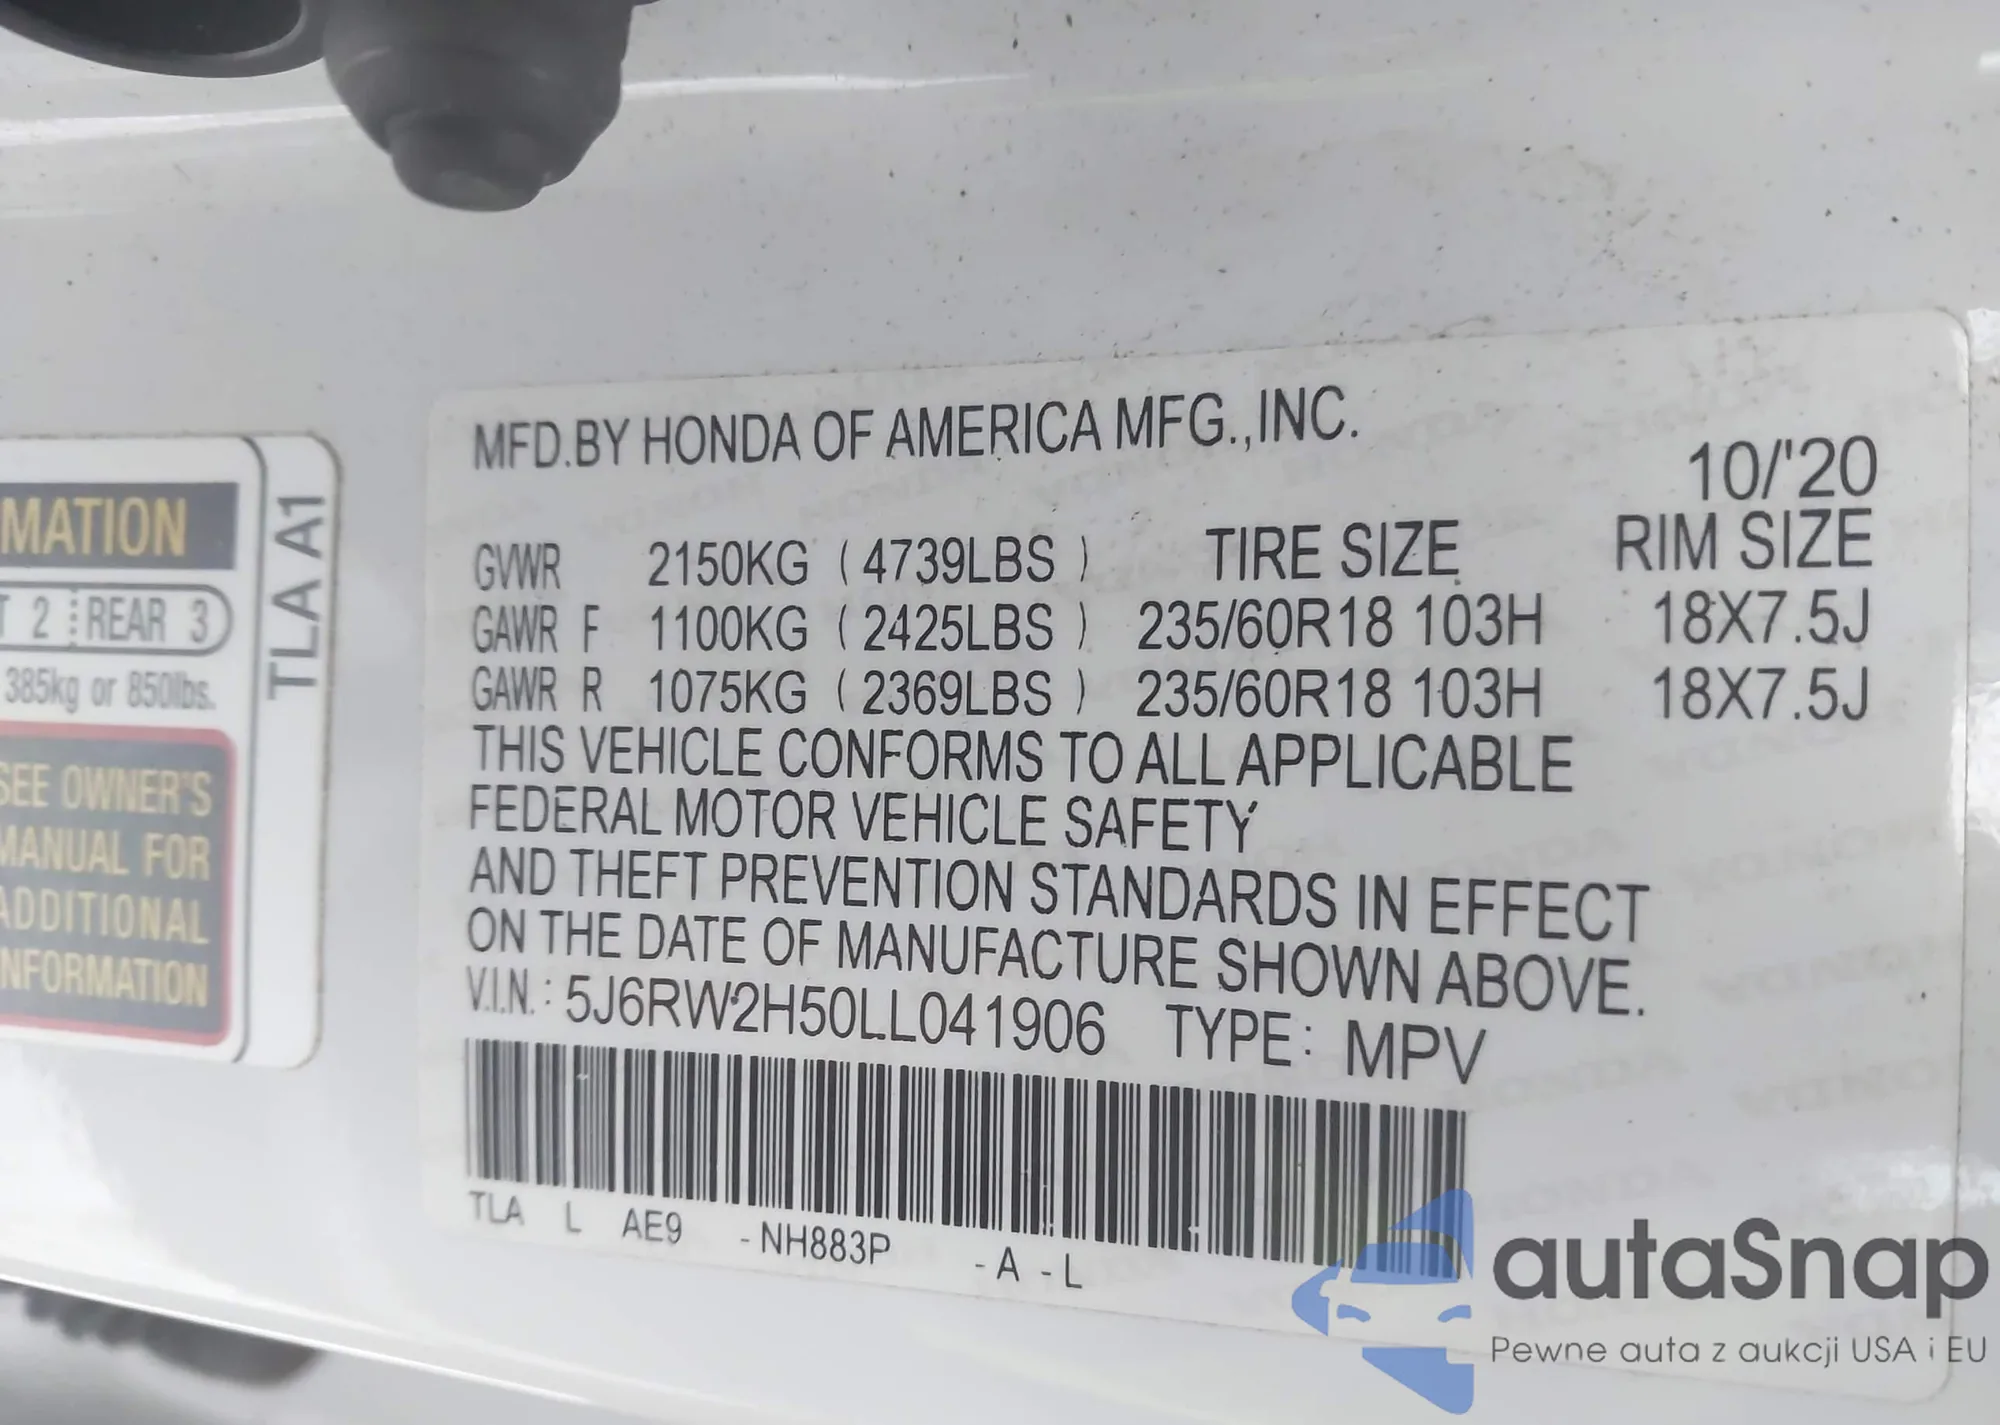 MATION
T 2 REAR 3
385kg or 850lbs.
SEE OWNER'S
MANUAL FOR
ADDITIONAL
INFORMATION
TLA A1
MFD.BY HONDA OF AMERICA MFG.,INC.
10/'20
GVWR 2150KG ( 4739LBS ) TIRE SIZE RIM SIZE
GAWR F 1100KG ( 2425LBS ) 235/60R18 103H 18X7.5J
GAWR R 1075KG ( 2369LBS ) 235/60R18 103H 18X7.5J
THIS VEHICLE CONFORMS TO ALL APPLICABLE
FEDERAL MOTOR VEHICLE SAFETY
AND THEFT PREVENTION STANDARDS IN EFFECT
ON THE DATE OF MANUFACTURE SHOWN ABOVE.
V.I.N.: 5J6RW2H50LL041906 TYPE: MPV
TLA L AE9 -NH883P -A -L
autaSnap
Pewne auta z aukcji USA i EU